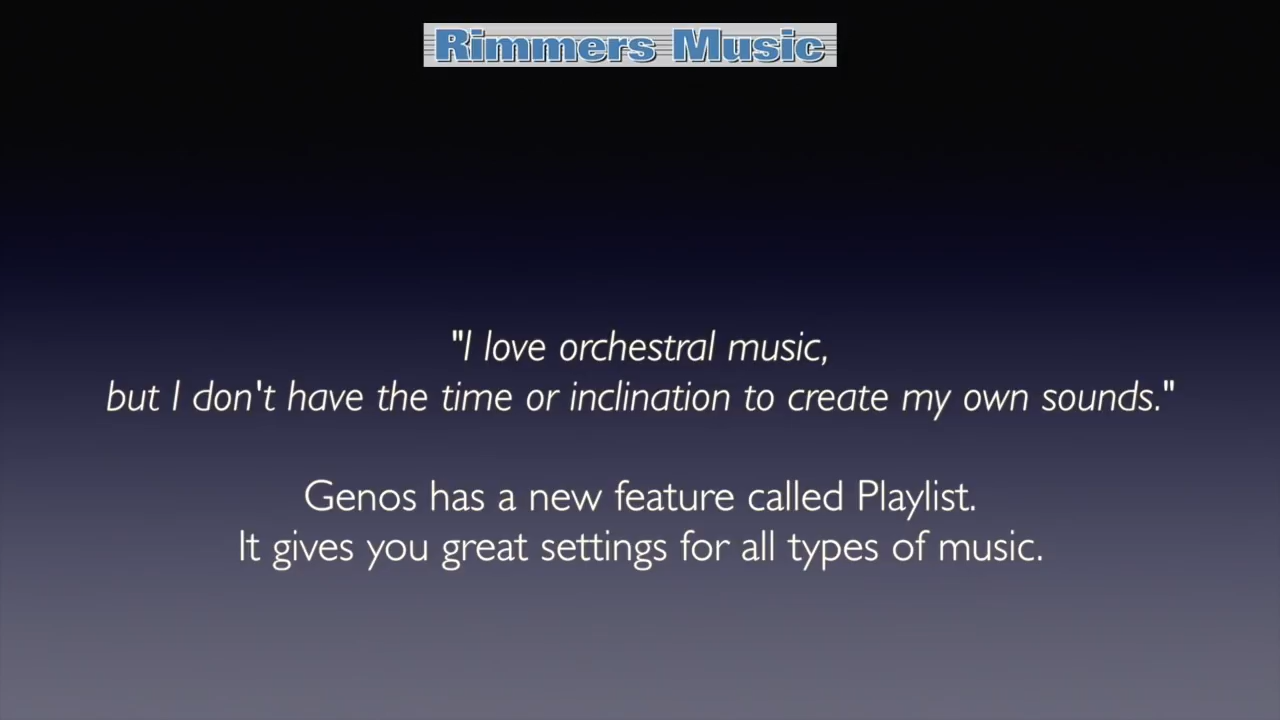 Rimmers Music
"I love orchestral music,
but I don't have the time or inclination to create my own sounds."
Genos has a new feature called Playlist.
It gives you great settings for all types of music.